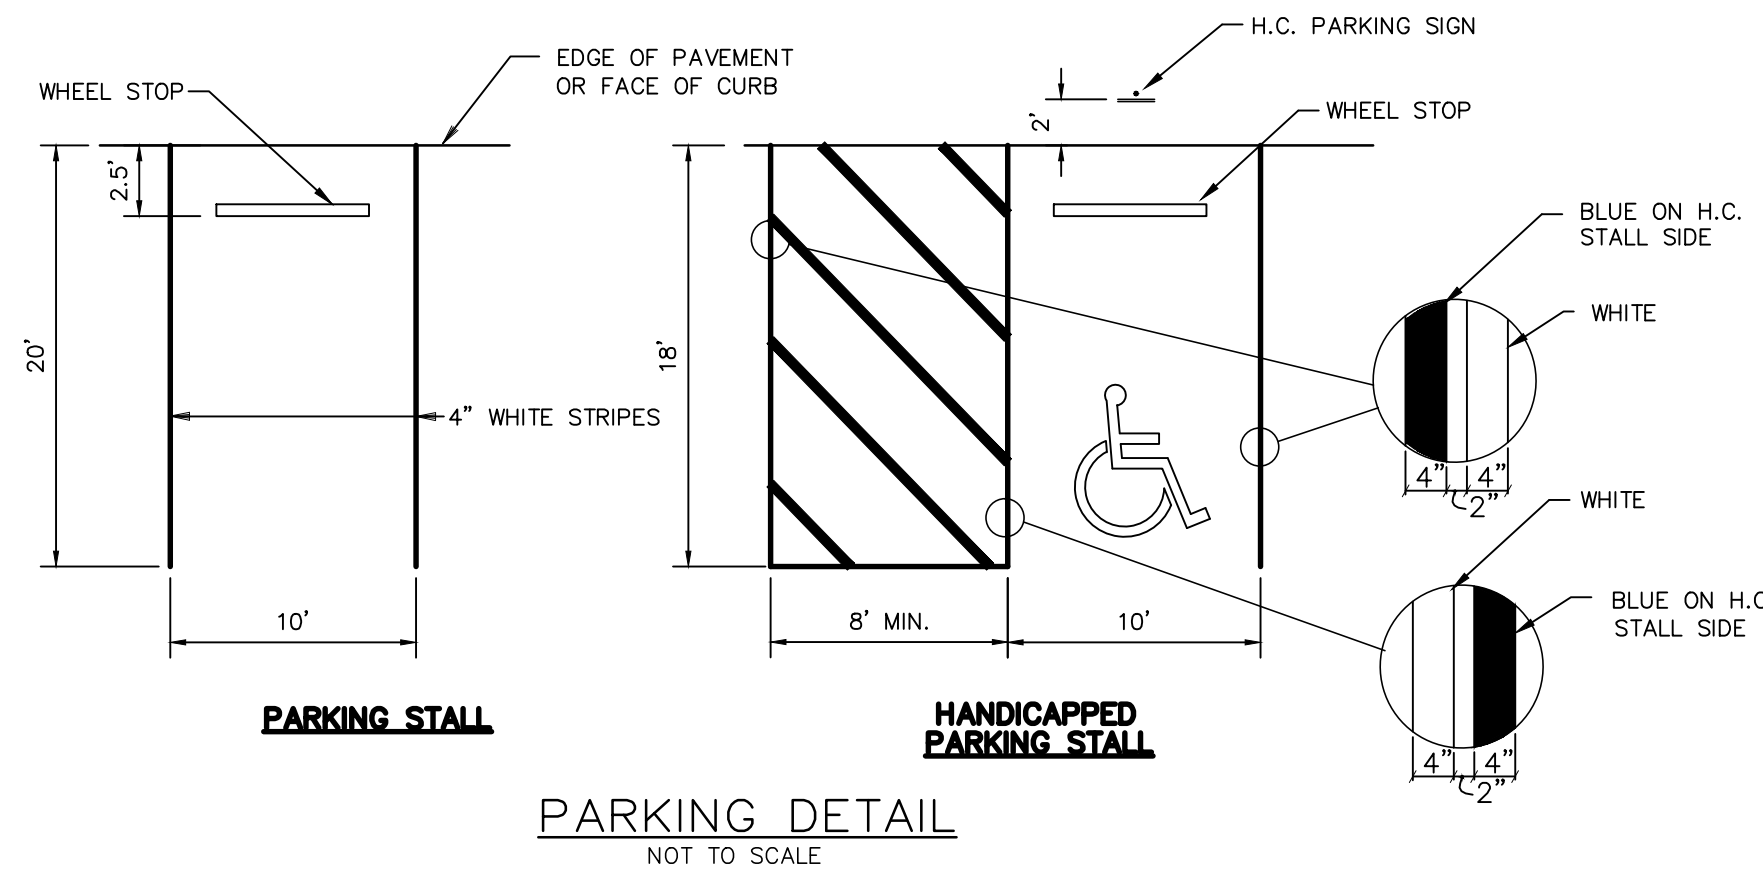 H.C. PARKING SIGN
EDGE OF PAVEMENT
OR FACE OF CURB
WHEEL STOP
WHEEL STOP
2'
2.5'
BLUE ON H.C.
STALL SIDE
WHITE
20'
18'
4" WHITE STRIPES
4" 4"
2"
WHITE
BLUE ON H.C
STALL SIDE
10'
8' MIN.
10'
4" 4"
2"
PARKING STALL
HANDICAPPED
PARKING STALL
PARKING DETAIL
NOT TO SCALE